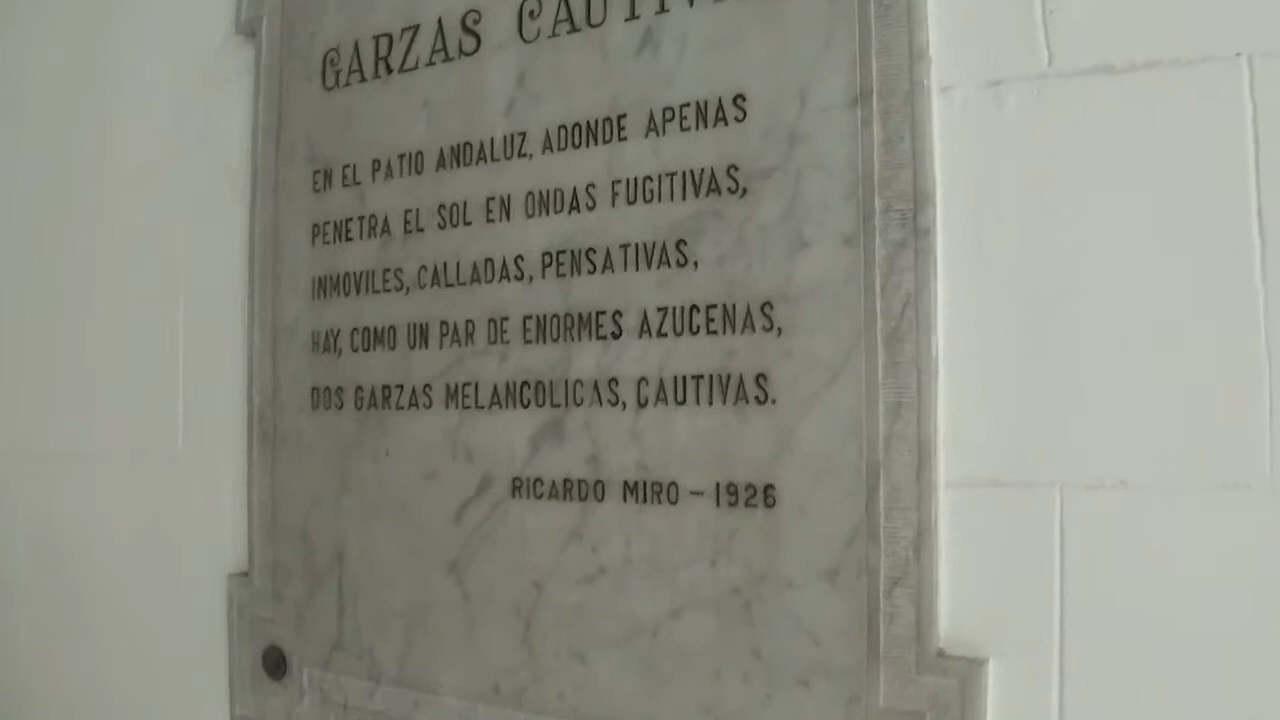 GARZAS CAUTIV
EN EL PATIO ANDALUZ, ADONDE APENAS
PENETRA EL SOL EN ONDAS FUGITIVAS,
INMOVILES, CALLADAS, PENSATIVAS,
HAY, COMO UN PAR DE ENORMES AZUCENAS,
DOS GARZAS MELANCOLICAS, CAUTIVAS.
RICARDO MIRO - 1926